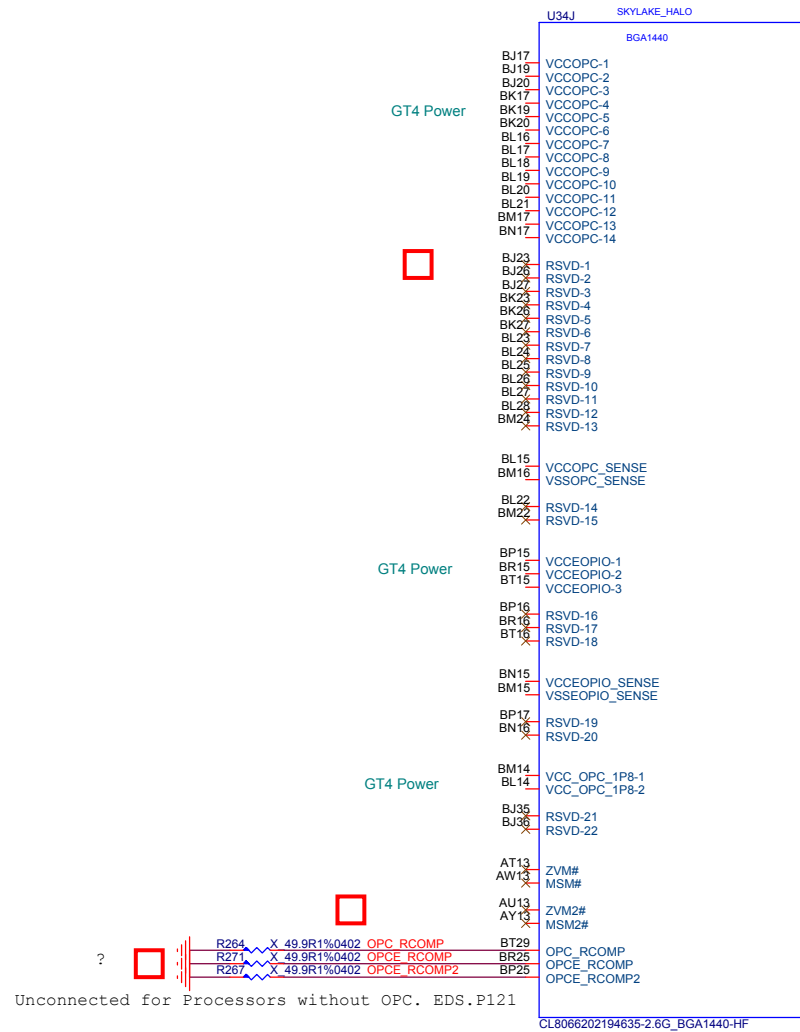 U34J SKYLAKE_HALO
BGA1440
BJ17 VCCOPC-1
BJ19 VCCOPC-2
BJ20 VCCOPC-3
BK17 VCCOPC-4
GT4 Power BK19 VCCOPC-5
BK20 VCCOPC-6
BL16 VCCOPC-7
BL17 VCCOPC-8
BL18 VCCOPC-9
BL19 VCCOPC-10
BL20 VCCOPC-11
BL21 VCCOPC-12
BM17 VCCOPC-13
BN17 VCCOPC-14
BJ23 RSVD-1
BJ26 RSVD-2
BJ27 RSVD-3
BK23 RSVD-4
BK26 RSVD-5
BK27 RSVD-6
BL23 RSVD-7
BL24 RSVD-8
BL25 RSVD-9
BL26 RSVD-10
BL27 RSVD-11
BL28 RSVD-12
BM24 RSVD-13
BL15 VCCOPC_SENSE
BM16 VSSOPC_SENSE
BL22 RSVD-14
BM22 RSVD-15
BP15 VCCEOPIO-1
GT4 Power BR15 VCCEOPIO-2
BT15 VCCEOPIO-3
BP16 RSVD-16
BR16 RSVD-17
BT16 RSVD-18
BN15 VCCEOPIO_SENSE
BM15 VSSEOPIO_SENSE
BP17 RSVD-19
BN16 RSVD-20
BM14 VCC_OPC_1P8-1
GT4 Power BL14 VCC_OPC_1P8-2
BJ35 RSVD-21
BJ36 RSVD-22
AT13 ZVM#
AW13 MSM#
AU13 ZVM2#
AY13 MSM2#
R264 X_49.9R1%0402 OPC_RCOMP BT29 OPC_RCOMP
? R271 X_49.9R1%0402 OPCE_RCOMP BR25 OPCE_RCOMP
R267 X_49.9R1%0402 OPCE_RCOMP2 BP25 OPCE_RCOMP2
Unconnected for Processors without OPC. EDS.P121
CL8066202194635-2.6G_BGA1440-HF